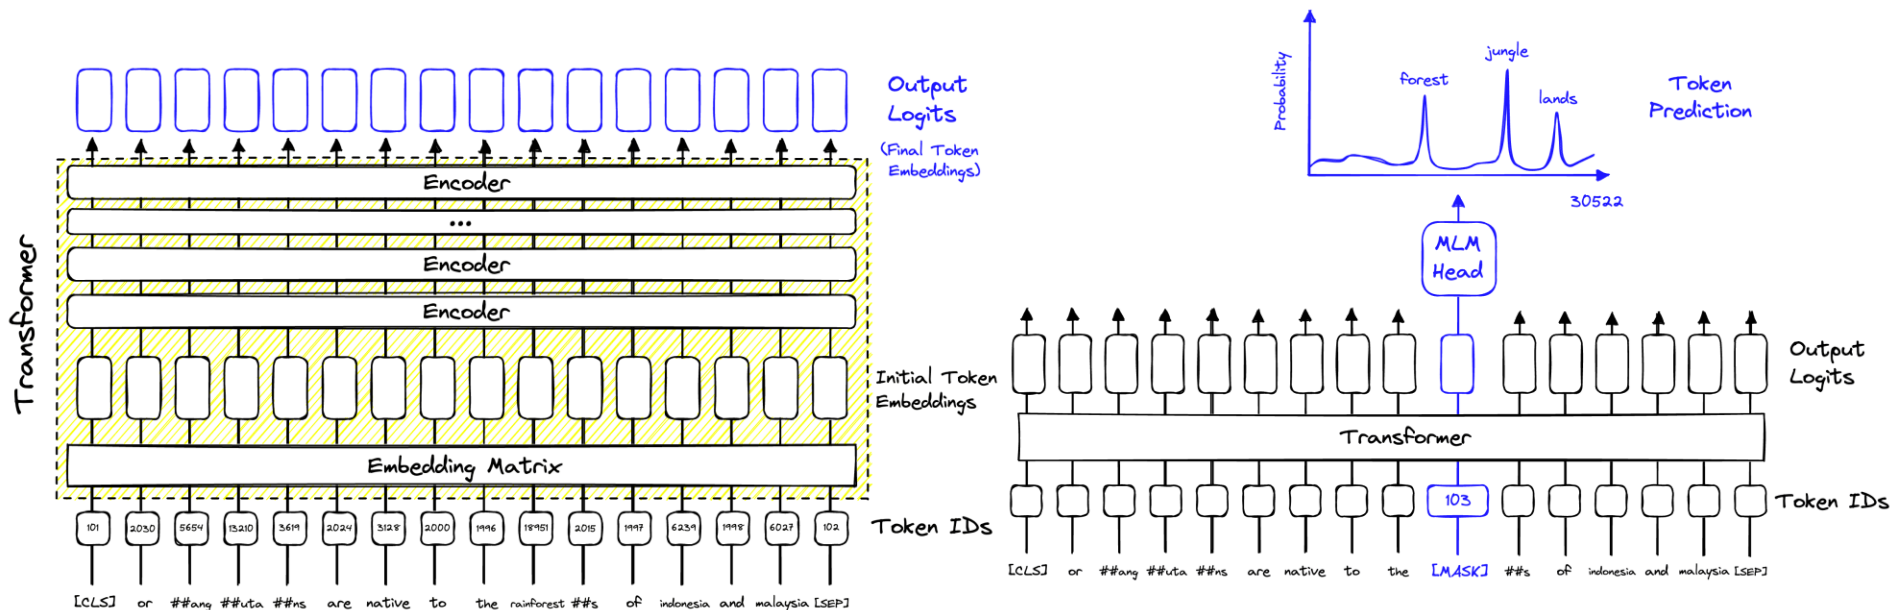 Transformer
Output
Logits
(Final Token
Embeddings)
Encoder
...
Encoder
Encoder
Initial Token
Embeddings
Embedding Matrix
101 2030 5654 13210 3619 2024 3128 2000 1996 18951 2015 1997 6239 1998 6027 102
Token IDs
[CLS] or ##ang ##uta ##ns are native to the rainforest ##s of indonesia and malaysia [SEP]
Probability
forest
jungle
lands
30522
Token
Prediction
MLM
Head
Output
Logits
Transformer
103
Token IDs
[CLS] or ##ang ##uta ##ns are native to the [MASK] ##s of indonesia and malaysia [SEP]